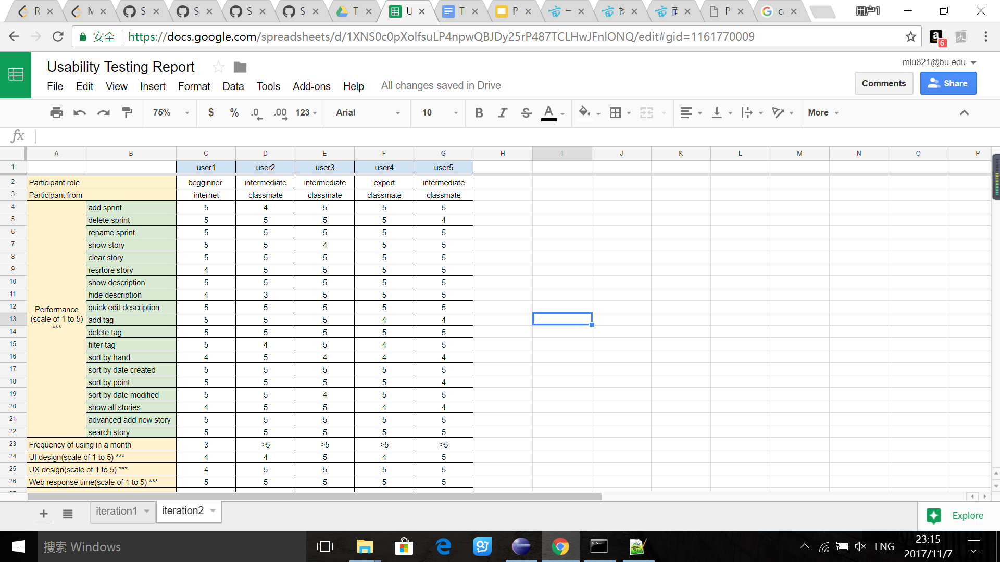 R M S S S S T U T P 一 面 P
用户1
安全 https://docs.google.com/spreadsheets/d/1XNS0c0pXolfsuLP4npwQBJDy25rP487TCLHwJFnlONQ/edit#gid=1161770009
6
Usability Testing Report
mlu821@bu.edu
File Edit View Insert Format Data Tools Add-ons Help All changes saved in Drive
Comments Share
75% $ % .0 .00 123 Arial 10 B I S A More
fx
A B C D E F G H I J K L M N O P
1 user1 user2 user3 user4 user5
2 Participant role begginner intermediate intermediate expert intermediate
3 Participant from internet classmate classmate classmate classmate
4 add sprint 5 4 5 5 5
5 delete sprint 5 5 5 5 4
6 rename sprint 5 5 5 5 5
7 show story 5 5 4 5 5
8 clear story 5 5 5 5 5
9 resrtore story 4 5 5 5 5
10 show description 5 5 5 5 5
11 hide description 4 3 5 5 5
12 quick edit description 5 5 5 5 5
Performance
(scale of 1 to 5)
***
13 add tag 5 5 5 4 4
14 delete tag 5 5 5 5 5
15 filter tag 5 4 5 4 5
16 sort by hand 4 5 4 4 4
17 sort by date created 5 5 5 5 5
18 sort by point 5 5 5 5 4
19 sort by date modified 5 5 4 5 5
20 show all stories 4 5 5 4 4
21 advanced add new story 5 5 5 5 5
22 search story 5 5 5 5 5
23 Frequency of using in a month 3 >5 >5 >5 >5
24 UI design(scale of 1 to 5) *** 4 4 5 4 5
25 UX design(scale of 1 to 5) *** 4 5 5 5 5
26 Web response time(scale of 1 to 5) *** 5 5 5 5 5
iteration1 iteration2
Explore
搜索 Windows
ENG
23:15
2017/11/7